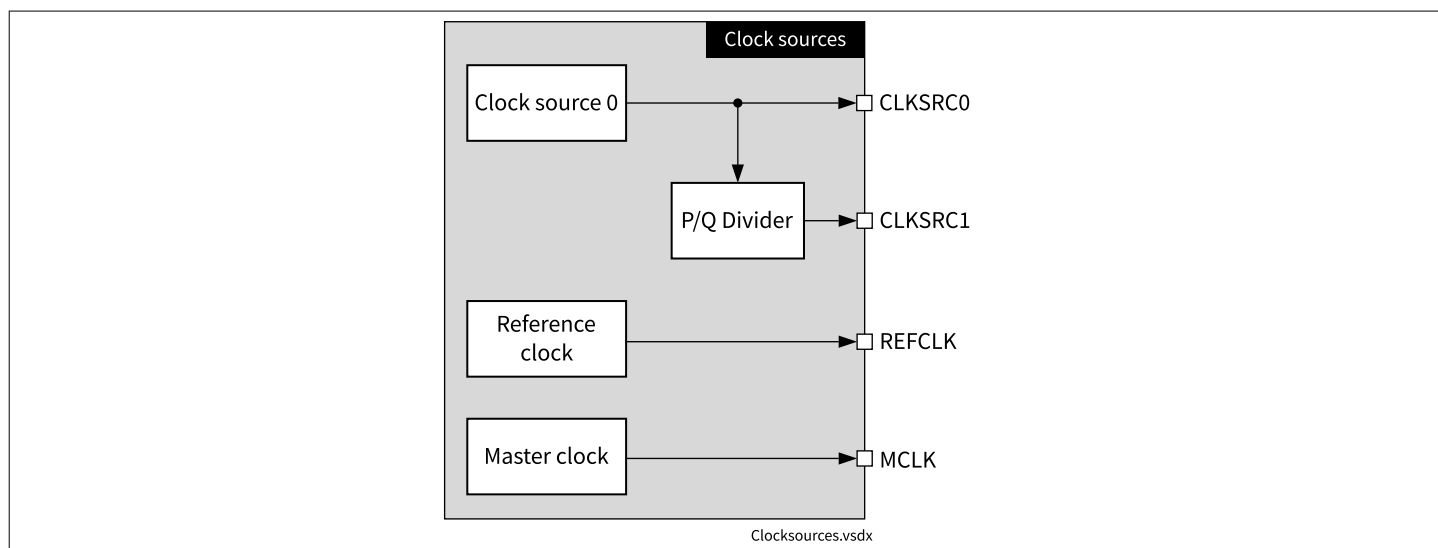 Clock sources
Clock source 0
CLKSRC0
P/Q Divider
CLKSRC1
Reference
clock
REFCLK
Master clock
MCLK
Clocksources.vsdx